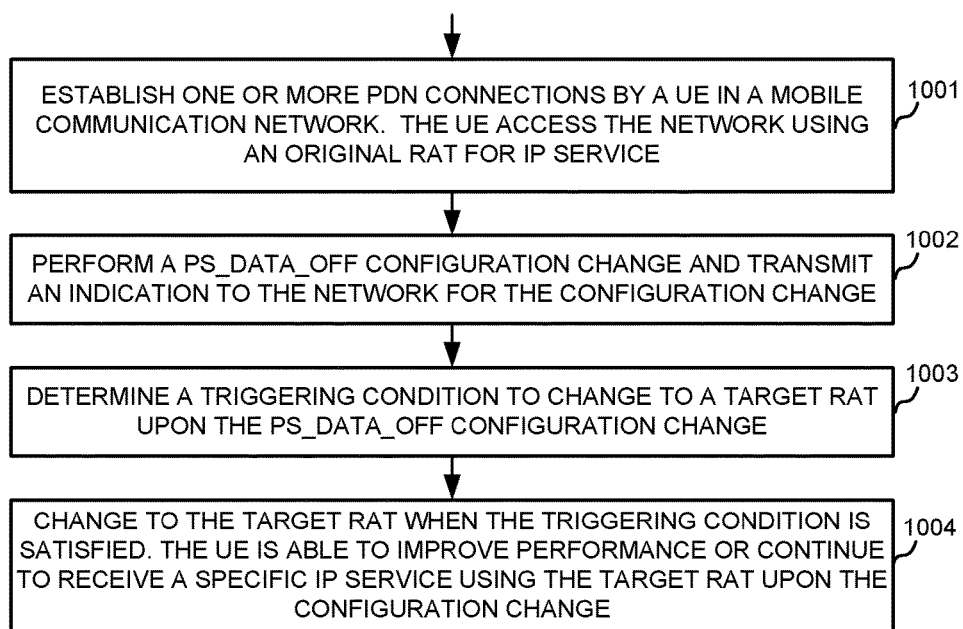 ESTABLISH ONE OR MORE PDN CONNECTIONS BY A UE IN A MOBILE
COMMUNICATION NETWORK. THE UE ACCESS THE NETWORK USING
AN ORIGINAL RAT FOR IP SERVICE
1001
PERFORM A PS_DATA_OFF CONFIGURATION CHANGE AND TRANSMIT
AN INDICATION TO THE NETWORK FOR THE CONFIGURATION CHANGE
1002
DETERMINE A TRIGGERING CONDITION TO CHANGE TO A TARGET RAT
UPON THE PS_DATA_OFF CONFIGURATION CHANGE
1003
CHANGE TO THE TARGET RAT WHEN THE TRIGGERING CONDITION IS
SATISFIED. THE UE IS ABLE TO IMPROVE PERFORMANCE OR CONTINUE
TO RECEIVE A SPECIFIC IP SERVICE USING THE TARGET RAT UPON THE
CONFIGURATION CHANGE
1004